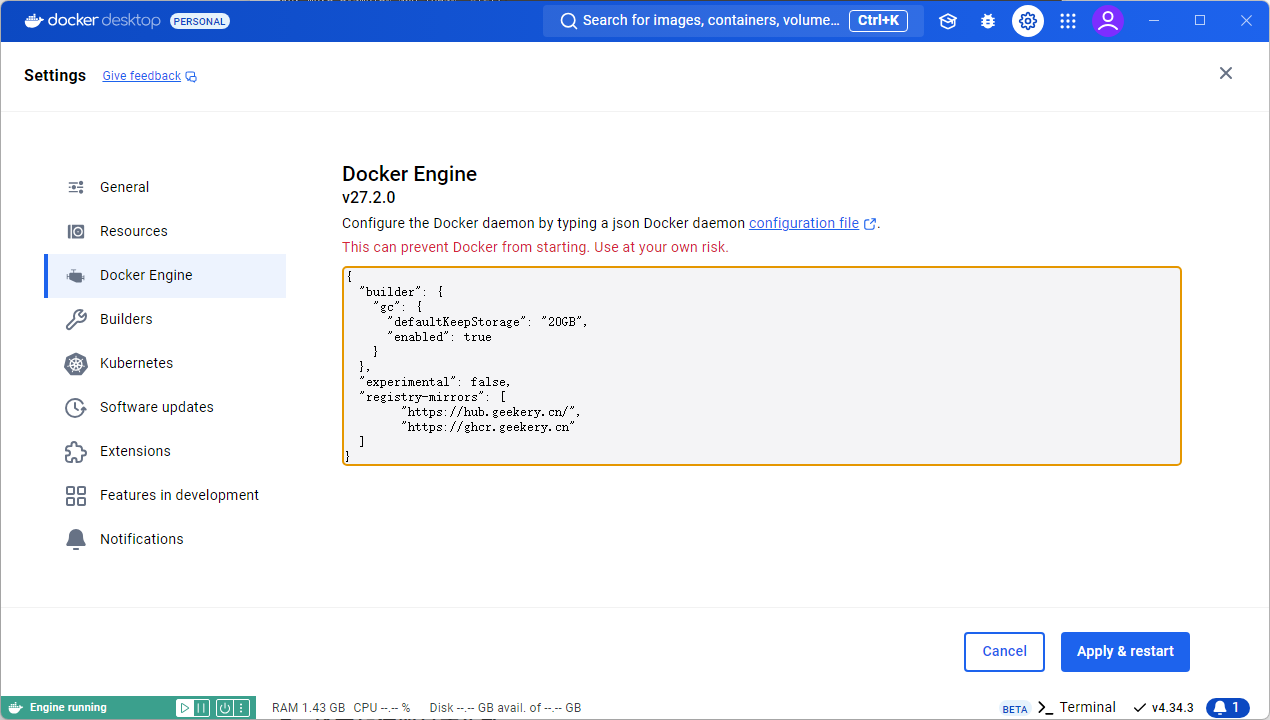 docker desktop PERSONAL
Search for images, containers, volume... Ctrl+K
Settings Give feedback
General
Resources
Docker Engine
Builders
Kubernetes
Software updates
Extensions
Features in development
Notifications
Docker Engine
v27.2.0
Configure the Docker daemon by typing a json Docker daemon configuration file.
This can prevent Docker from starting. Use at your own risk.
{
  "builder": {
    "gc": {
      "defaultKeepStorage": "20GB",
      "enabled": true
    }
  },
  "experimental": false,
  "registry-mirrors": [
        "https://hub.geekery.cn/",
        "https://ghcr.geekery.cn"
  ]
}
Cancel Apply & restart
Engine running RAM 1.43 GB CPU --.-- % Disk --.-- GB avail. of --.-- GB BETA >_ Terminal v4.34.3 1